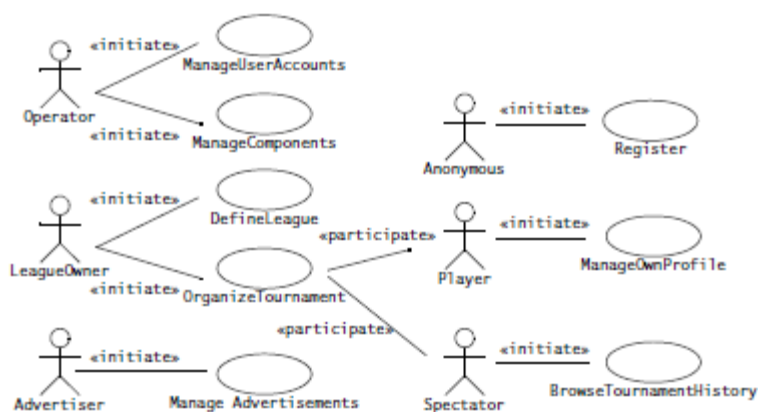 «initiate»
ManageUserAccounts
Operator
«initiate»
ManageComponents
«initiate»
Anonymous
Register
«initiate»
DefineLeague
LeagueOwner
«initiate»
OrganizeTournament
«participate»
Player
«initiate»
ManageOwnProfile
«participate»
«initiate»
Advertiser
Manage Advertisements
Spectator
«initiate»
BrowseTournamentHistory